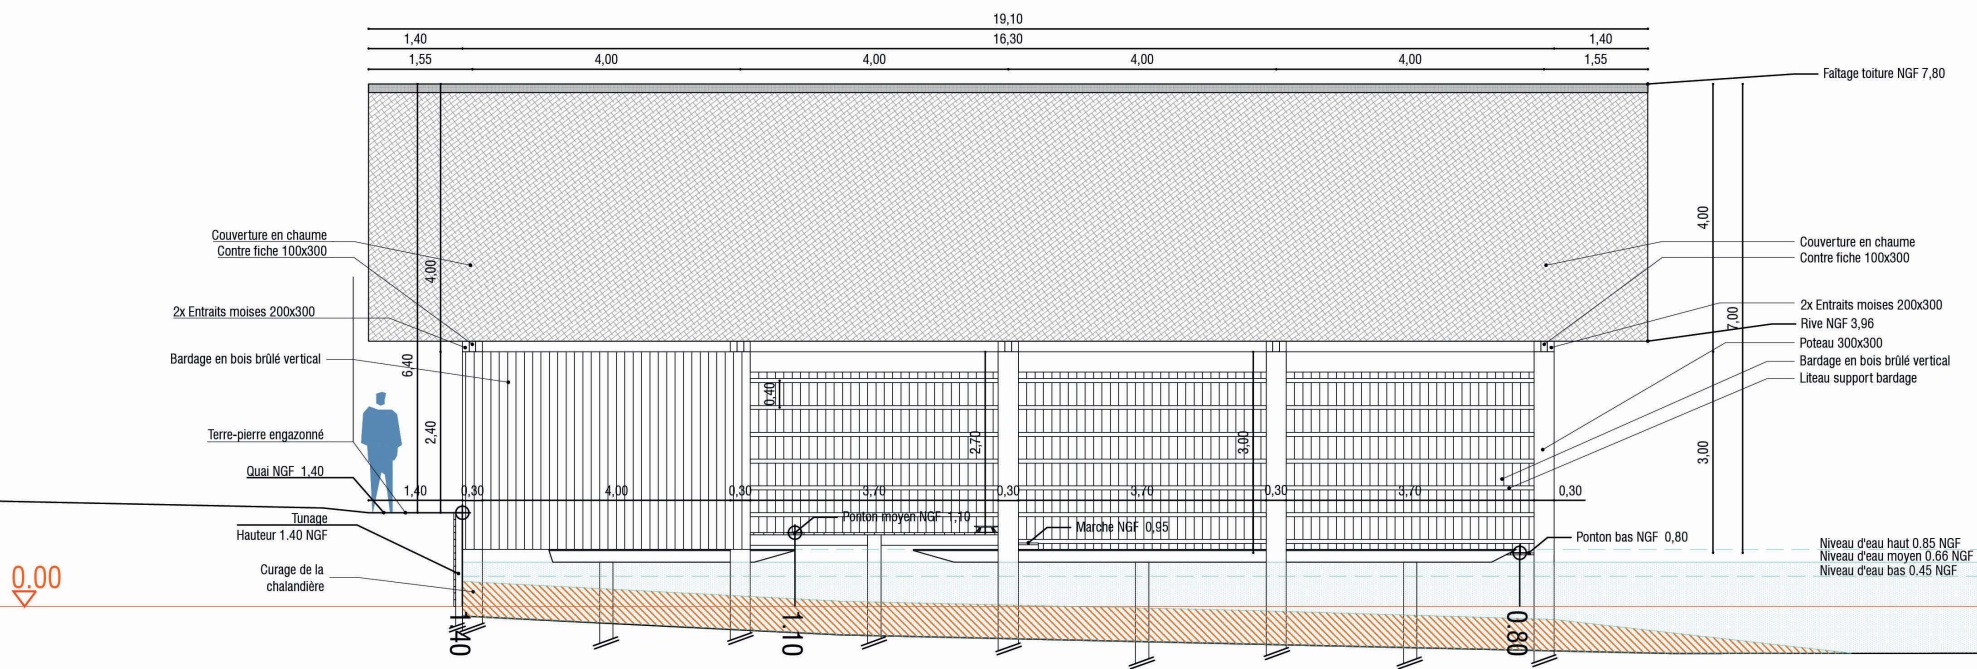 19,10
1,40 16,30 1,40
1,55 4,00 4,00 4,00 4,00 1,55
Faîtage toiture NGF 7,80
4,00
Couverture en chaume
Contre fiche 100x300
4,00
Couverture en chaume
Contre fiche 100x300
2x Entraits moises 200x300
2x Entraits moises 200x300
7,00
Rive NGF 3,96
Poteau 300x300
Bardage en bois brûlé vertical
6,40
Bardage en bois brûlé vertical
Liteau support bardage
0,40
Terre-pierre engazonné
2,40
2,70
3,00
3,00
Quai NGF 1,40
1,40 0,30 4,00 0,30 3,70 0,30 3,70 0,30 3,70 0,30
Tunage
Hauteur 1.40 NGF
Ponton moyen NGF 1,10
Marche NGF 0,95
Ponton bas NGF 0,80
Niveau d'eau haut 0.85 NGF
Niveau d'eau moyen 0.66 NGF
Niveau d'eau bas 0.45 NGF
Curage de la
chalandière
0.00
1.40
1.10
0.80